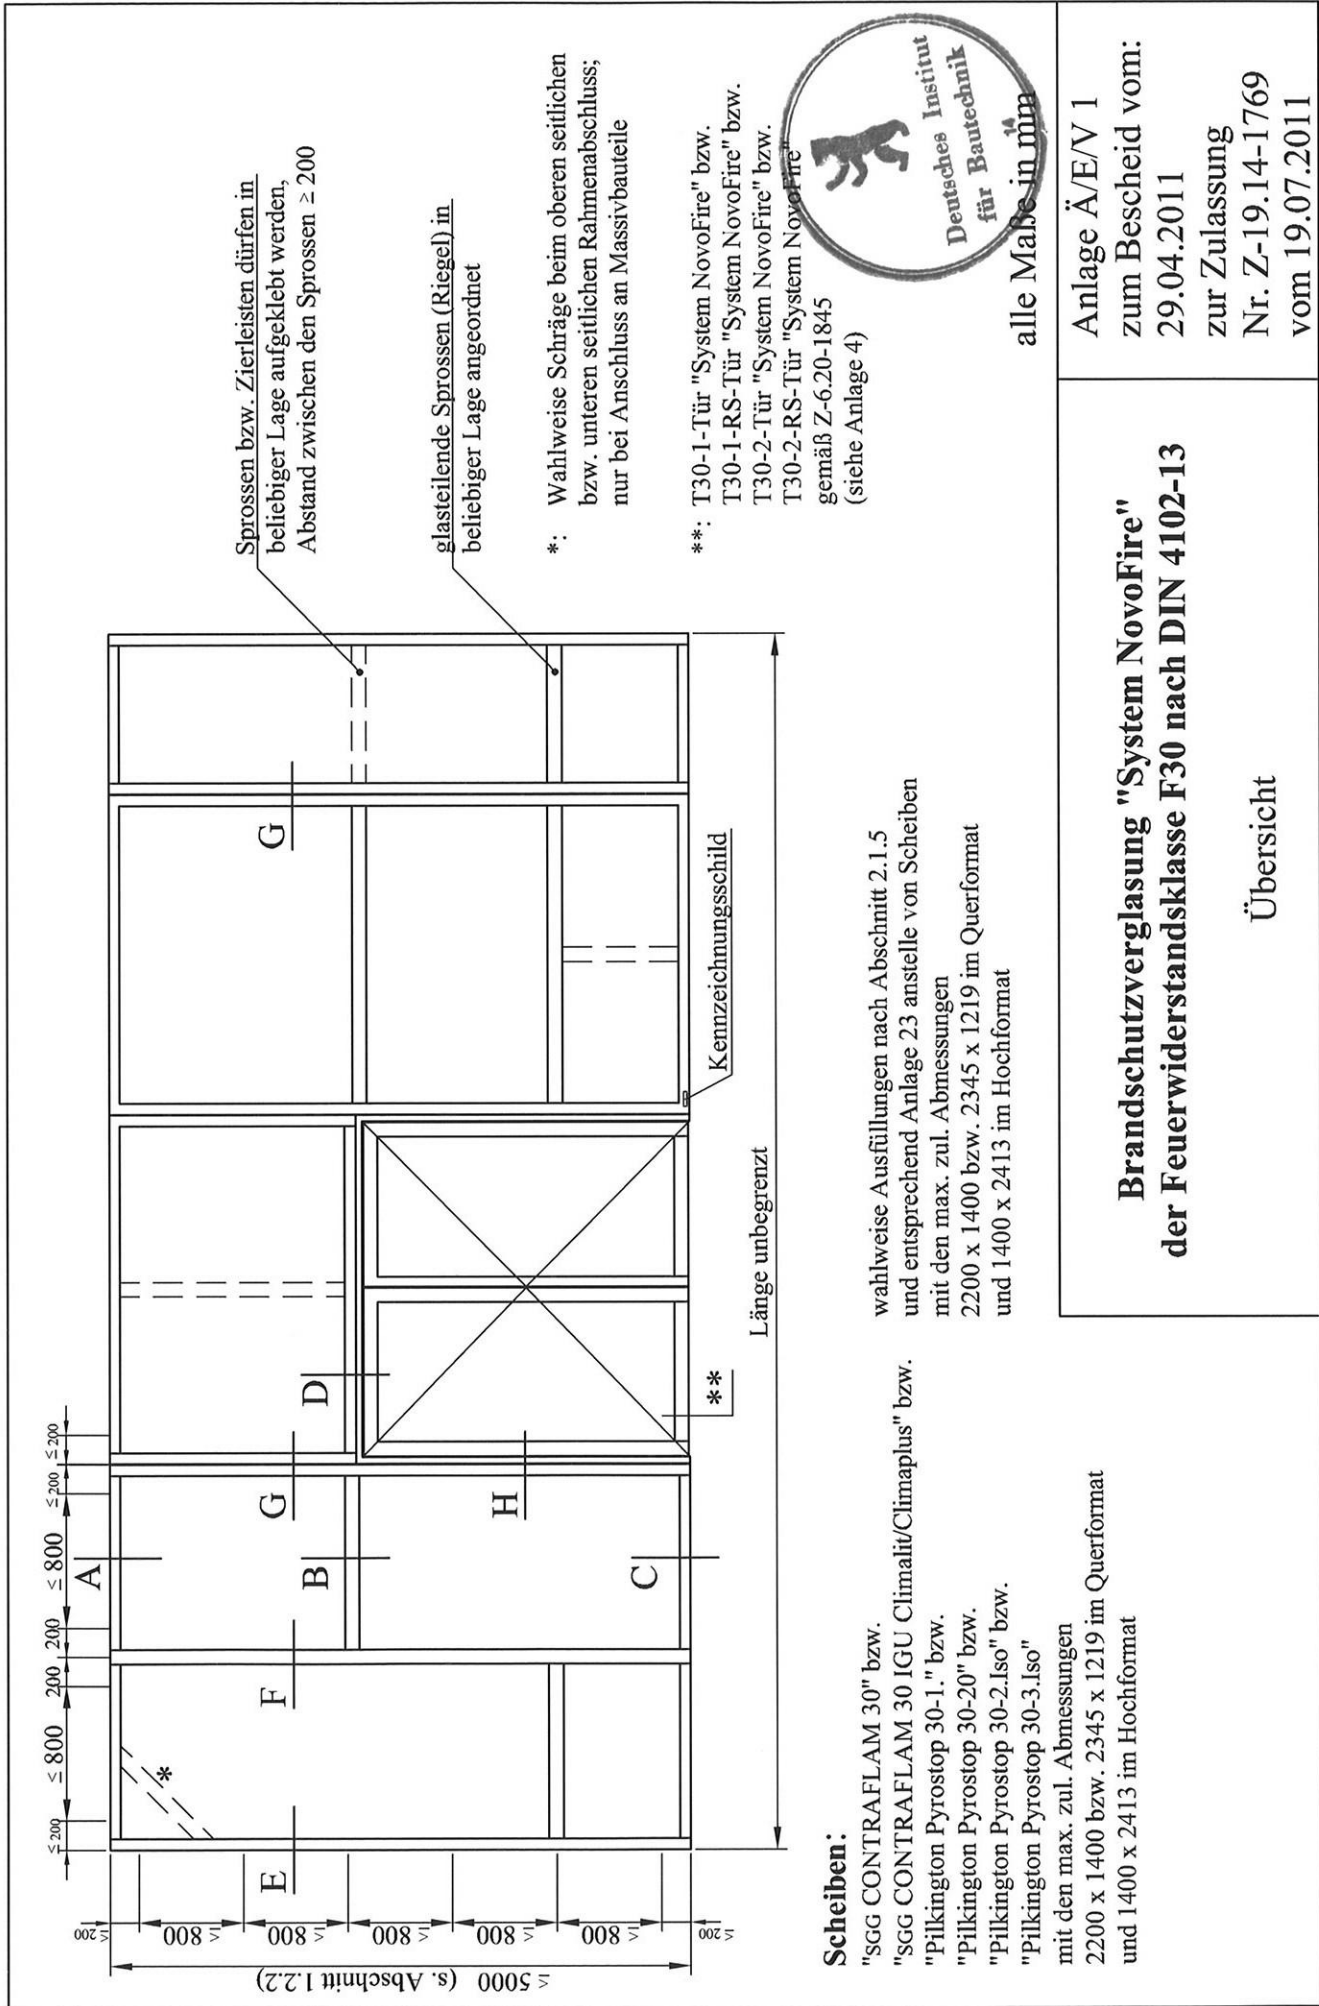 Sprossen bzw. Zierleisten dürfen in
beliebiger Lage aufgeklebt werden,
Abstand zwischen den Sprossen ≥ 200
glasteilende Sprossen (Riegel) in
beliebiger Lage angeordnet
*: Wahlweise Schräge beim oberen seitlichen
bzw. unteren seitlichen Rahmenabschluss;
nur bei Anschluss an Massivbauteile
**: T30-1-Tür "System NovoFire" bzw.
T30-1-RS-Tür "System NovoFire" bzw.
T30-2-Tür "System NovoFire" bzw.
T30-2-RS-Tür "System NovoFire"
gemäß Z-6.20-1845
(siehe Anlage 4)
Deutsches Institut
für Bautechnik
14
alle Maße in mm
≤ 200
≤ 800
200
200
≤ 800
≤ 200
≤ 200
*
A
B
C
D
E
F
G
G
H
**
≤ 200
≤ 800
≤ 800
≤ 800
≤ 800
≤ 800
≤ 200
≤ 5000 (s. Abschnitt 1.2.2)
Länge unbegrenzt
Kennzeichnungsschild
Scheiben:
"SGG CONTRAFLAM 30" bzw.
"SGG CONTRAFLAM 30 IGU Climalit/Climaplus" bzw.
"Pilkington Pyrostop 30-1." bzw.
"Pilkington Pyrostop 30-20" bzw.
"Pilkington Pyrostop 30-2.Iso" bzw.
"Pilkington Pyrostop 30-3.Iso"
mit den max. zul. Abmessungen
2200 x 1400 bzw. 2345 x 1219 im Querformat
und 1400 x 2413 im Hochformat
wahlweise Ausfüllungen nach Abschnitt 2.1.5
und entsprechend Anlage 23 anstelle von Scheiben
mit den max. zul. Abmessungen
2200 x 1400 bzw. 2345 x 1219 im Querformat
und 1400 x 2413 im Hochformat
Brandschutzverglasung "System NovoFire"
der Feuerwiderstandsklasse F30 nach DIN 4102-13
Übersicht
Anlage Ä/E/V 1
zum Bescheid vom:
29.04.2011
zur Zulassung
Nr. Z-19.14-1769
vom 19.07.2011